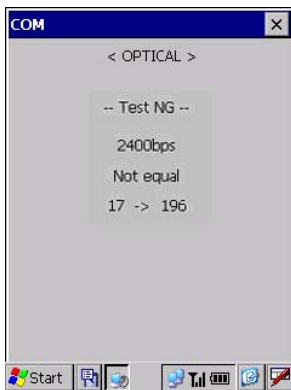 COM
< OPTICAL >
-- Test NG --
2400bps
Not equal
17 -> 196
Start